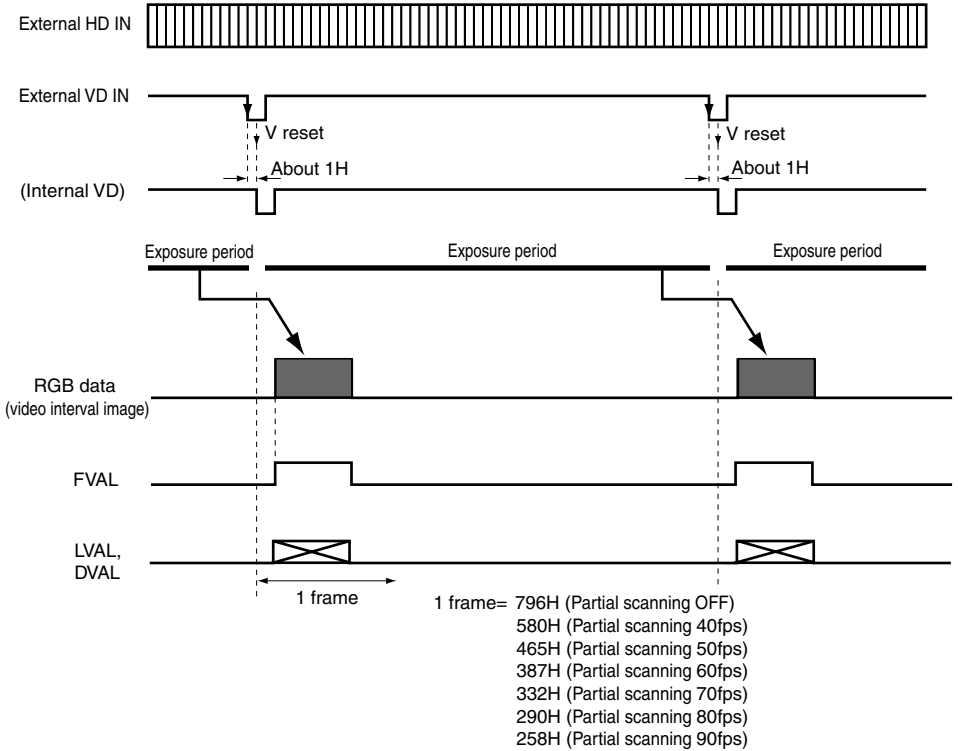 External HD IN
External VD IN
V reset
V reset
About 1H
About 1H
(Internal VD)
Exposure period
Exposure period
Exposure period
RGB data
(video interval image)
FVAL
LVAL,
DVAL
1 frame
1 frame= 796H (Partial scanning OFF)
580H (Partial scanning 40fps)
465H (Partial scanning 50fps)
387H (Partial scanning 60fps)
332H (Partial scanning 70fps)
290H (Partial scanning 80fps)
258H (Partial scanning 90fps)